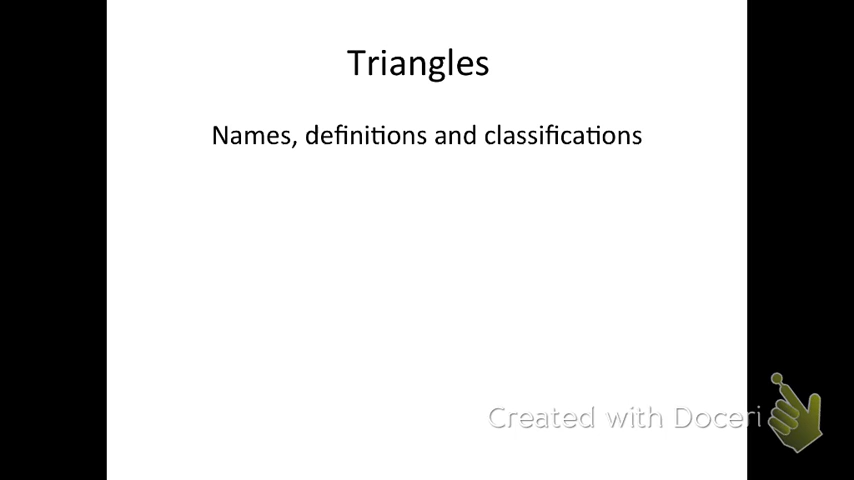 Triangles
Names, definitions and classifications
Created with Doceri